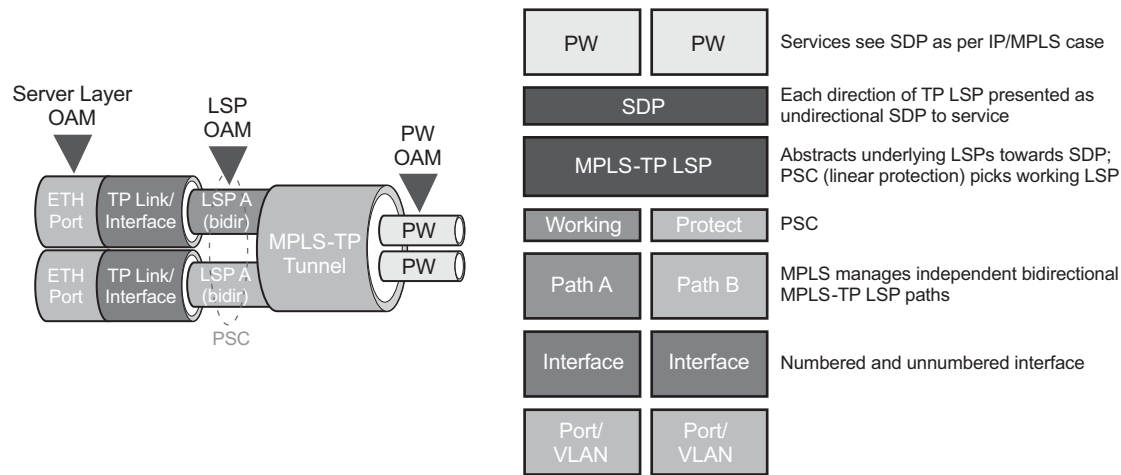 Server Layer
OAM
LSP
OAM
PW
OAM
ETH
Port
TP Link/
Interface
LSP A
(bidir)
MPLS-TP
Tunnel
PW
PW
ETH
Port
TP Link/
Interface
LSP A
(bidir)
PSC
PW
PW
Services see SDP as per IP/MPLS case
SDP
Each direction of TP LSP presented as
undirectional SDP to service
MPLS-TP LSP
Abstracts underlying LSPs towards SDP;
PSC (linear protection) picks working LSP
Working
Protect
PSC
Path A
Path B
MPLS manages independent bidirectional
MPLS-TP LSP paths
Interface
Interface
Numbered and unnumbered interface
Port/
VLAN
Port/
VLAN